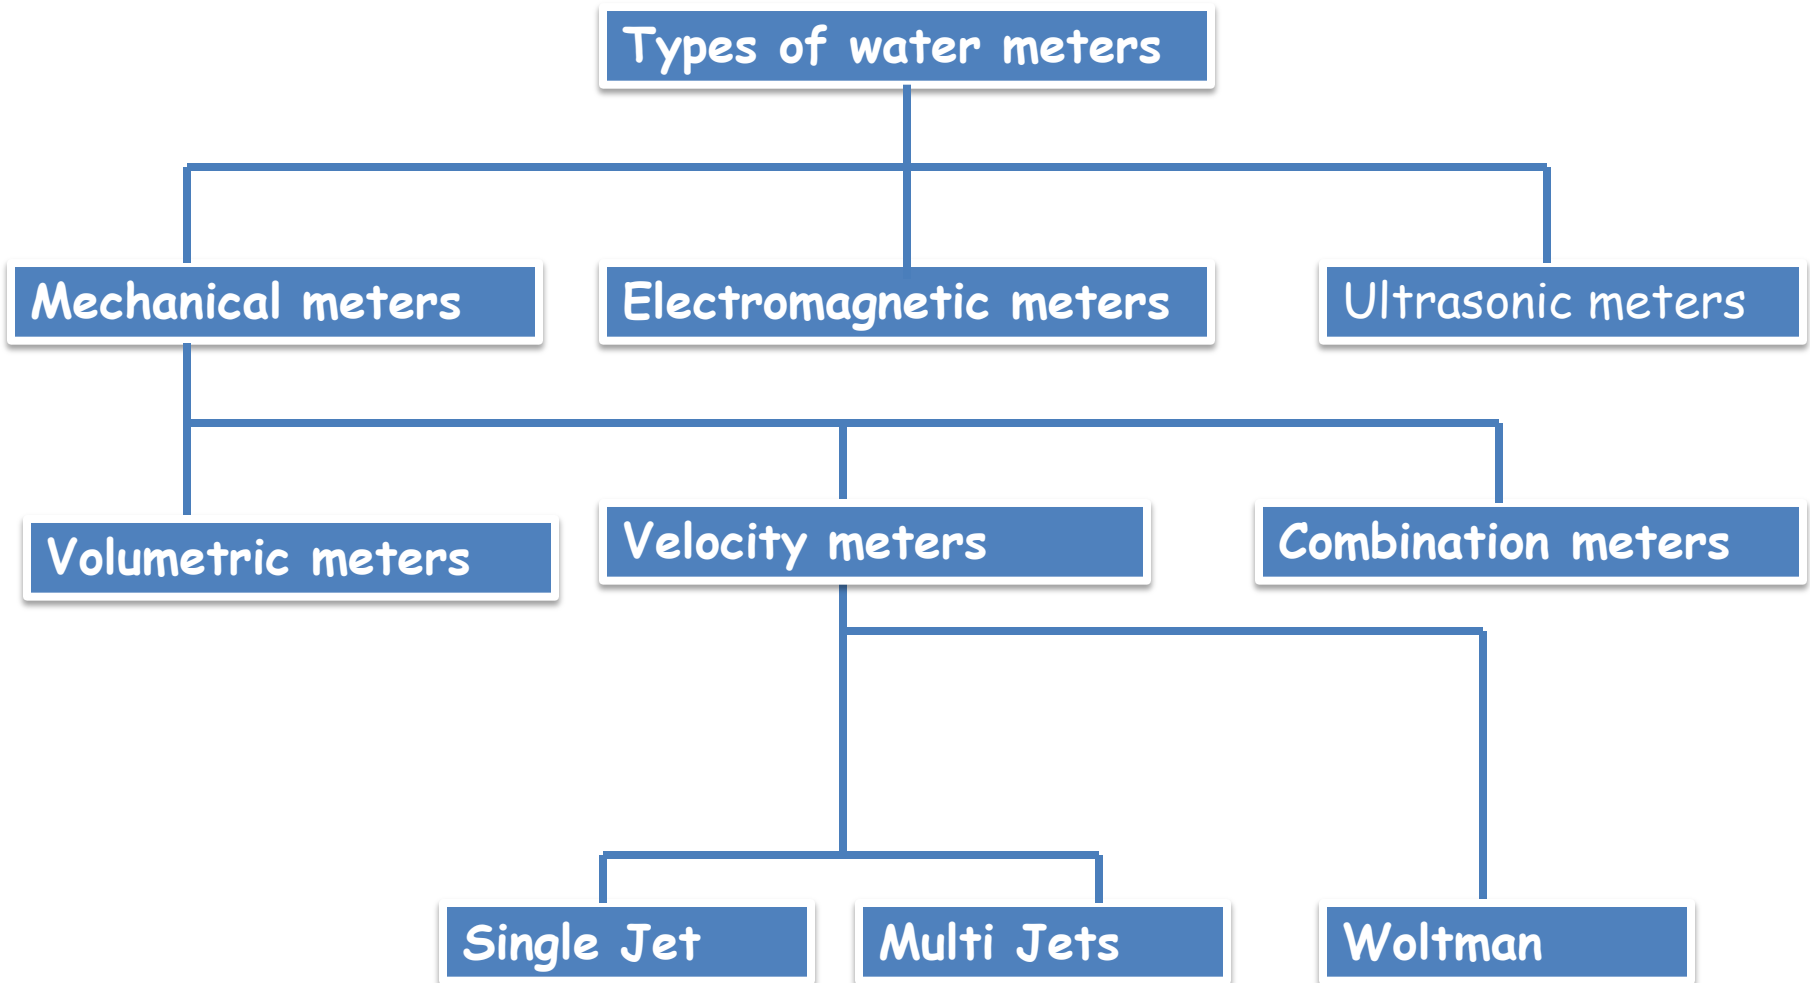 Types of water meters
Mechanical meters
Electromagnetic meters
Ultrasonic meters
Volumetric meters
Velocity meters
Combination meters
Single Jet
Multi Jets
Woltman